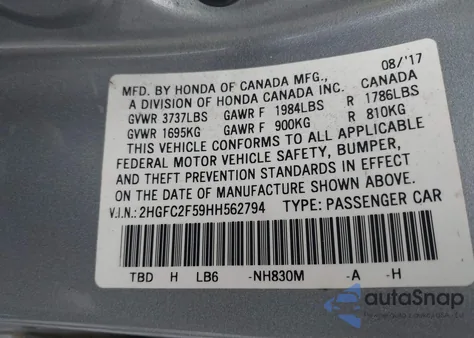 08/'17
MFD. BY HONDA OF CANADA MFG., CANADA
A DIVISION OF HONDA CANADA INC.
GVWR 3737LBS GAWR F 1984LBS R 1786LBS
GVWR 1695KG GAWR F 900KG R 810KG
THIS VEHICLE CONFORMS TO ALL APPLICABLE
FEDERAL MOTOR VEHICLE SAFETY, BUMPER,
AND THEFT PREVENTION STANDARDS IN EFFECT
ON THE DATE OF MANUFACTURE SHOWN ABOVE.
V.I.N.: 2HGFC2F59HH562794 TYPE: PASSENGER CAR
TBD H LB6 -NH830M -A -H
autoSnap